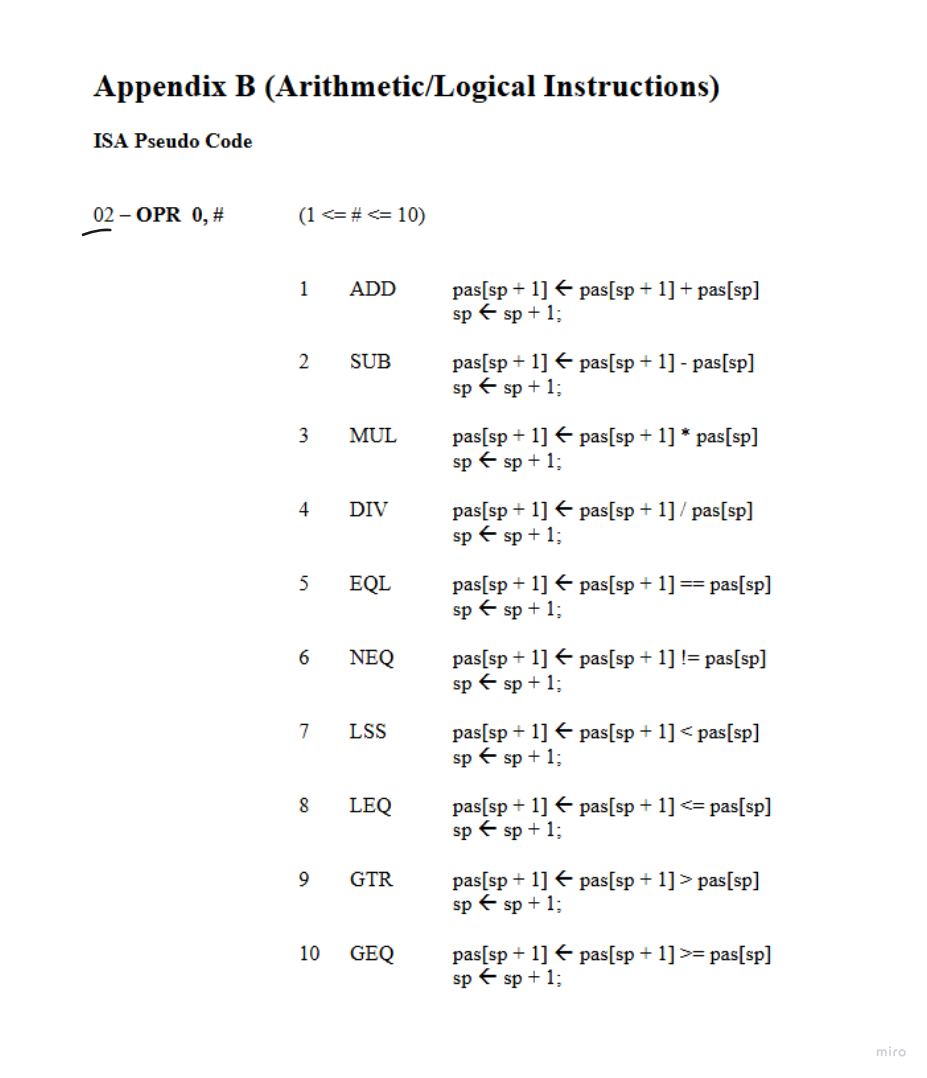 Appendix B (Arithmetic/Logical Instructions)
ISA Pseudo Code
02 – OPR 0, # (1 <= # <= 10)
1 ADD pas[sp + 1] ← pas[sp + 1] + pas[sp]
sp ← sp + 1;
2 SUB pas[sp + 1] ← pas[sp + 1] - pas[sp]
sp ← sp + 1;
3 MUL pas[sp + 1] ← pas[sp + 1] * pas[sp]
sp ← sp + 1;
4 DIV pas[sp + 1] ← pas[sp + 1] / pas[sp]
sp ← sp + 1;
5 EQL pas[sp + 1] ← pas[sp + 1] == pas[sp]
sp ← sp + 1;
6 NEQ pas[sp + 1] ← pas[sp + 1] != pas[sp]
sp ← sp + 1;
7 LSS pas[sp + 1] ← pas[sp + 1] < pas[sp]
sp ← sp + 1;
8 LEQ pas[sp + 1] ← pas[sp + 1] <= pas[sp]
sp ← sp + 1;
9 GTR pas[sp + 1] ← pas[sp + 1] > pas[sp]
sp ← sp + 1;
10 GEQ pas[sp + 1] ← pas[sp + 1] >= pas[sp]
sp ← sp + 1;
miro